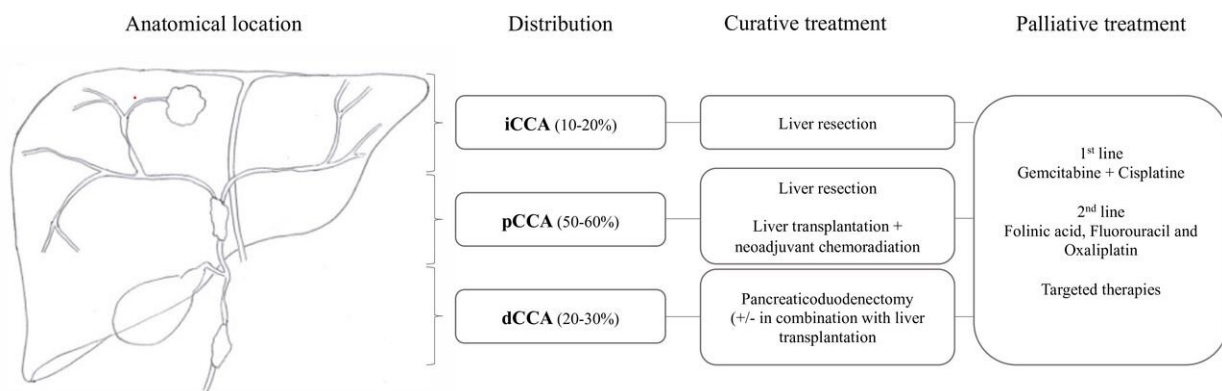 Anatomical location
Distribution
Curative treatment
Palliative treatment
iCCA (10-20%)
Liver resection
pCCA (50-60%)
Liver resection
Liver transplantation +
neoadjuvant chemoradiation
dCCA (20-30%)
Pancreaticoduodenectomy
(+/- in combination with liver
transplantation
1st line
Gemcitabine + Cisplatine
2nd line
Folinic acid, Fluorouracil and
Oxaliplatin
Targeted therapies